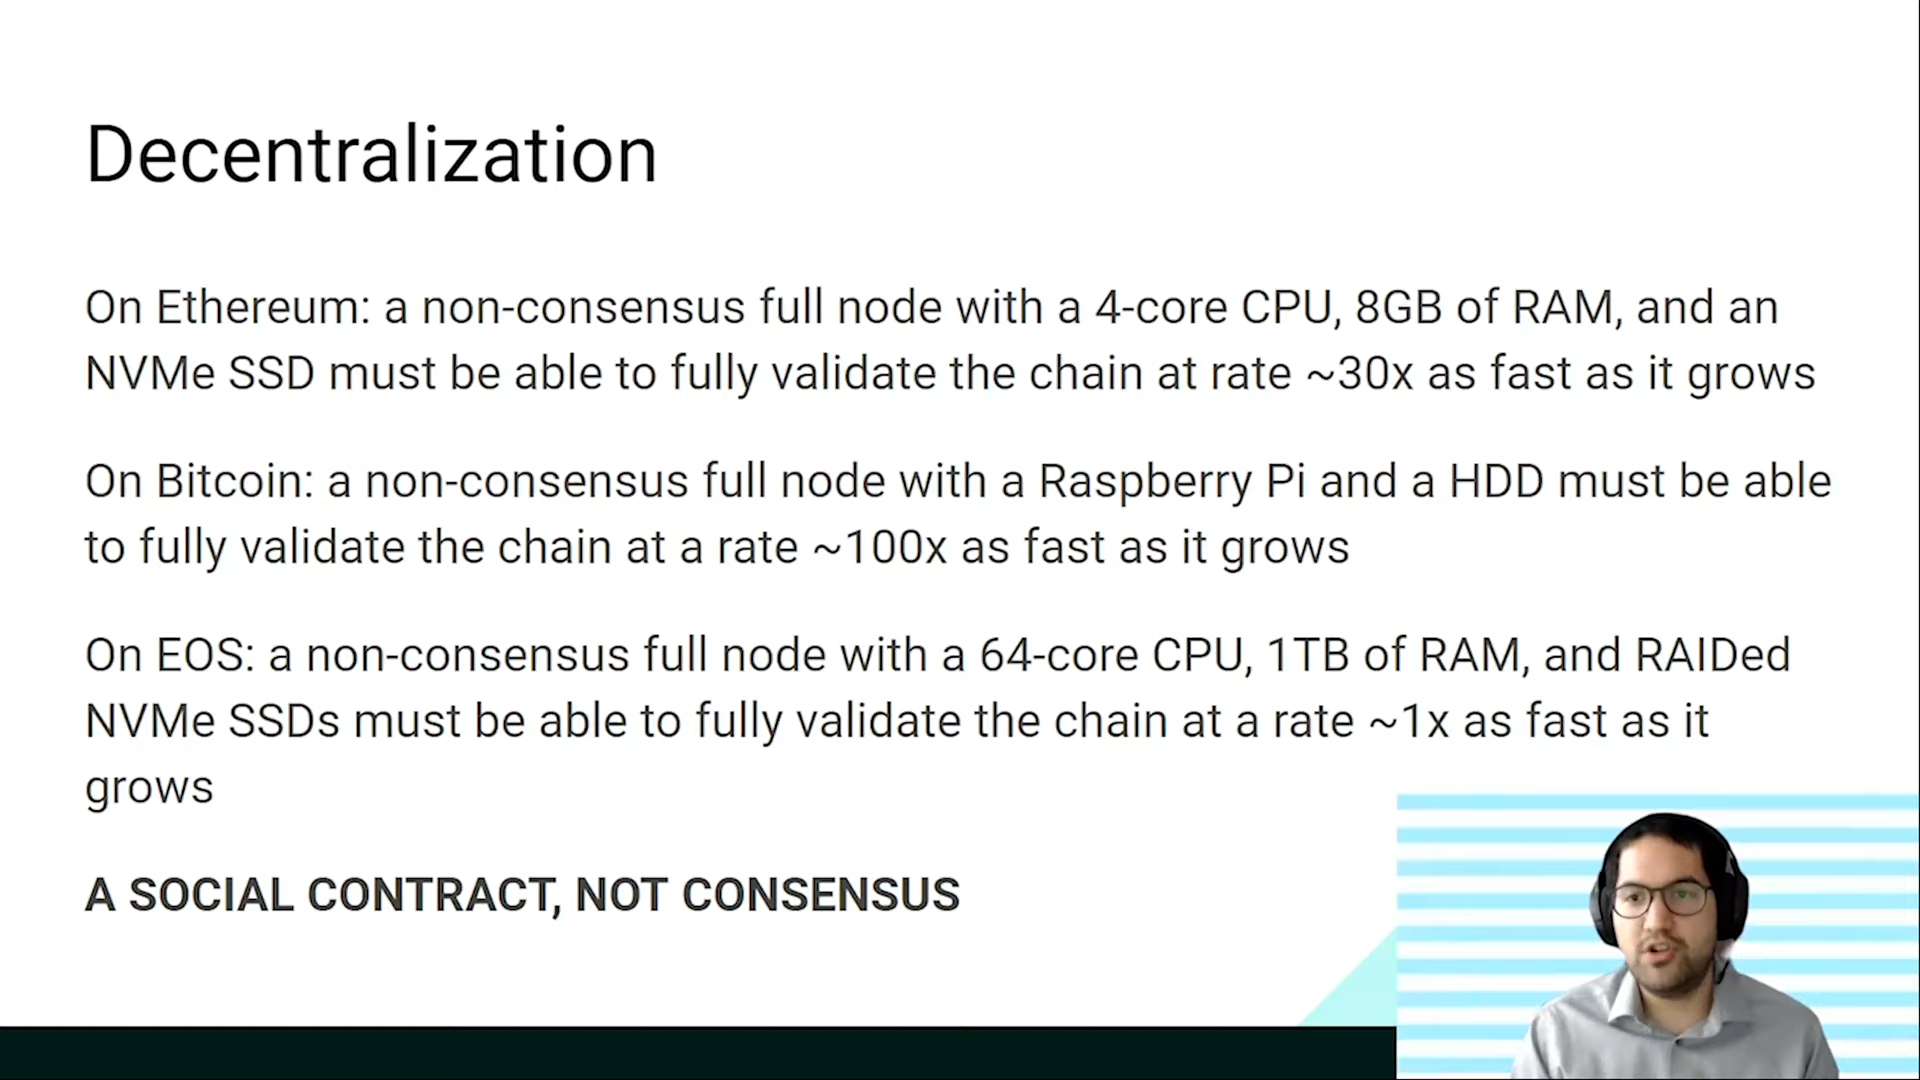 Decentralization
On Ethereum: a non-consensus full node with a 4-core CPU, 8GB of RAM, and an
NVMe SSD must be able to fully validate the chain at rate ~30x as fast as it grows
On Bitcoin: a non-consensus full node with a Raspberry Pi and a HDD must be able
to fully validate the chain at a rate ~100x as fast as it grows
On EOS: a non-consensus full node with a 64-core CPU, 1TB of RAM, and RAIDed
NVMe SSDs must be able to fully validate the chain at a rate ~1x as fast as it
grows
A SOCIAL CONTRACT, NOT CONSENSUS